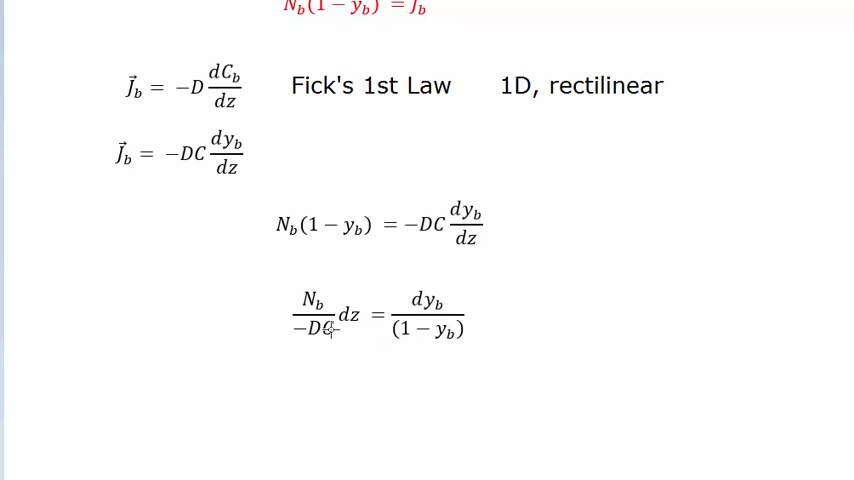 N_b(1 − y_b) = J_b
J⃗_b = −D dC_b/dz Fick's 1st Law 1D, rectilinear
J⃗_b = −DC dy_b/dz
N_b(1 − y_b) = −DC dy_b/dz
N_b/−DC dz = dy_b/(1 − y_b)